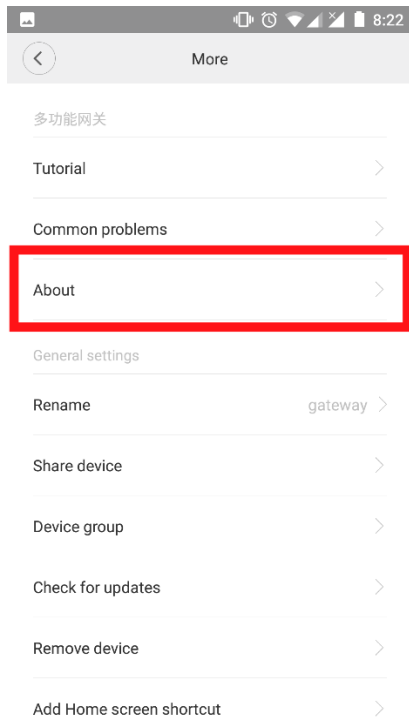 8:22
More
多功能网关
Tutorial
Common problems
About
General settings
Rename gateway
Share device
Device group
Check for updates
Remove device
Add Home screen shortcut